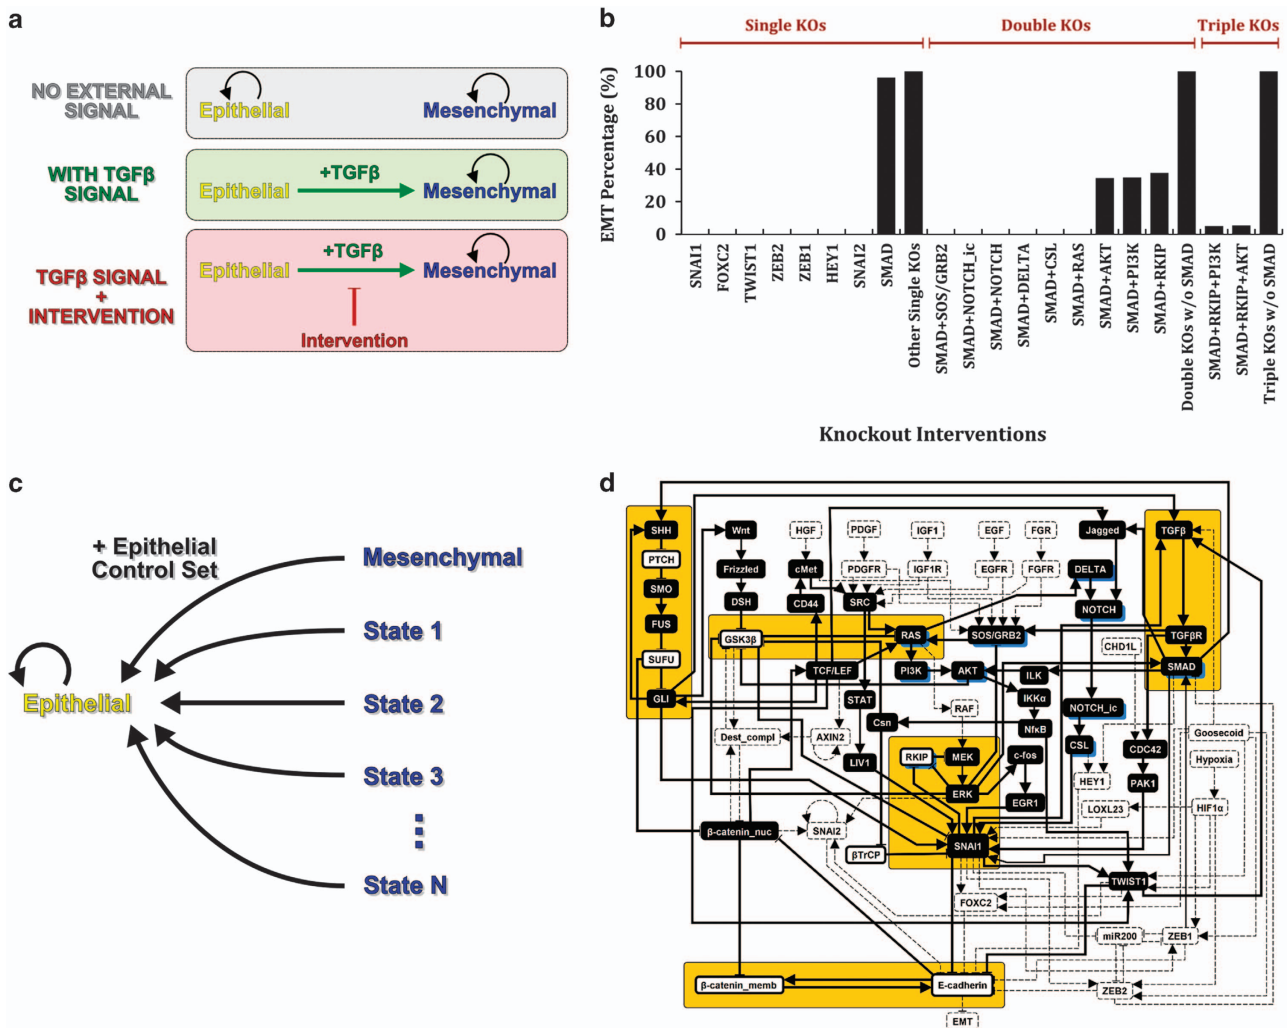 a
NO EXTERNAL
SIGNAL
Epithelial
Mesenchymal
WITH TGFβ
SIGNAL
+TGFβ
Epithelial
Mesenchymal
TGFβ SIGNAL
+
INTERVENTION
+TGFβ
Epithelial
Mesenchymal
Intervention
b
Single KOs
Double KOs
Triple KOs
EMT Percentage (%)
100
80
60
40
20
0
SNAI1
FOXC2
TWIST1
ZEB2
ZEB1
HEY1
SNAI2
SMAD
Other Single KOs
SMAD+SOS/GRB2
SMAD+NOTCH_ic
SMAD+NOTCH
SMAD+DELTA
SMAD+CSL
SMAD+RAS
SMAD+AKT
SMAD+PI3K
SMAD+RKIP
Double KOs w/o SMAD
SMAD+RKIP+PI3K
SMAD+RKIP+AKT
Triple KOs w/o SMAD
Knockout Interventions
c
+ Epithelial
Control Set
Mesenchymal
State 1
State 2
State 3
State N
Epithelial
d
SHH
Wnt
HGF
PDGF
IGF1
EGF
FGR
Jagged
TGFβ
PTCH
Frizzled
cMet
PDGFR
IGF1R
EGFR
FGFR
DELTA
SMO
DSH
CD44
SRC
NOTCH
FUS
GSK3β
RAS
SOS/GRB2
TGFβR
CHD1L
SUFU
TCF/LEF
PI3K
AKT
ILK
SMAD
GLI
STAT
RAF
IKKα
NOTCH_ic
Csn
NfκB
Goosecoid
Dest_compl
AXIN2
CSL
CDC42
LIV1
RKIP
MEK
c-fos
Hypoxia
HEY1
PAK1
ERK
EGR1
LOXL23
HIF1α
β-catenin_nuc
SNAI2
βTrCP
SNAI1
TWIST1
FOXC2
miR200
ZEB1
β-catenin_memb
E-cadherin
ZEB2
EMT